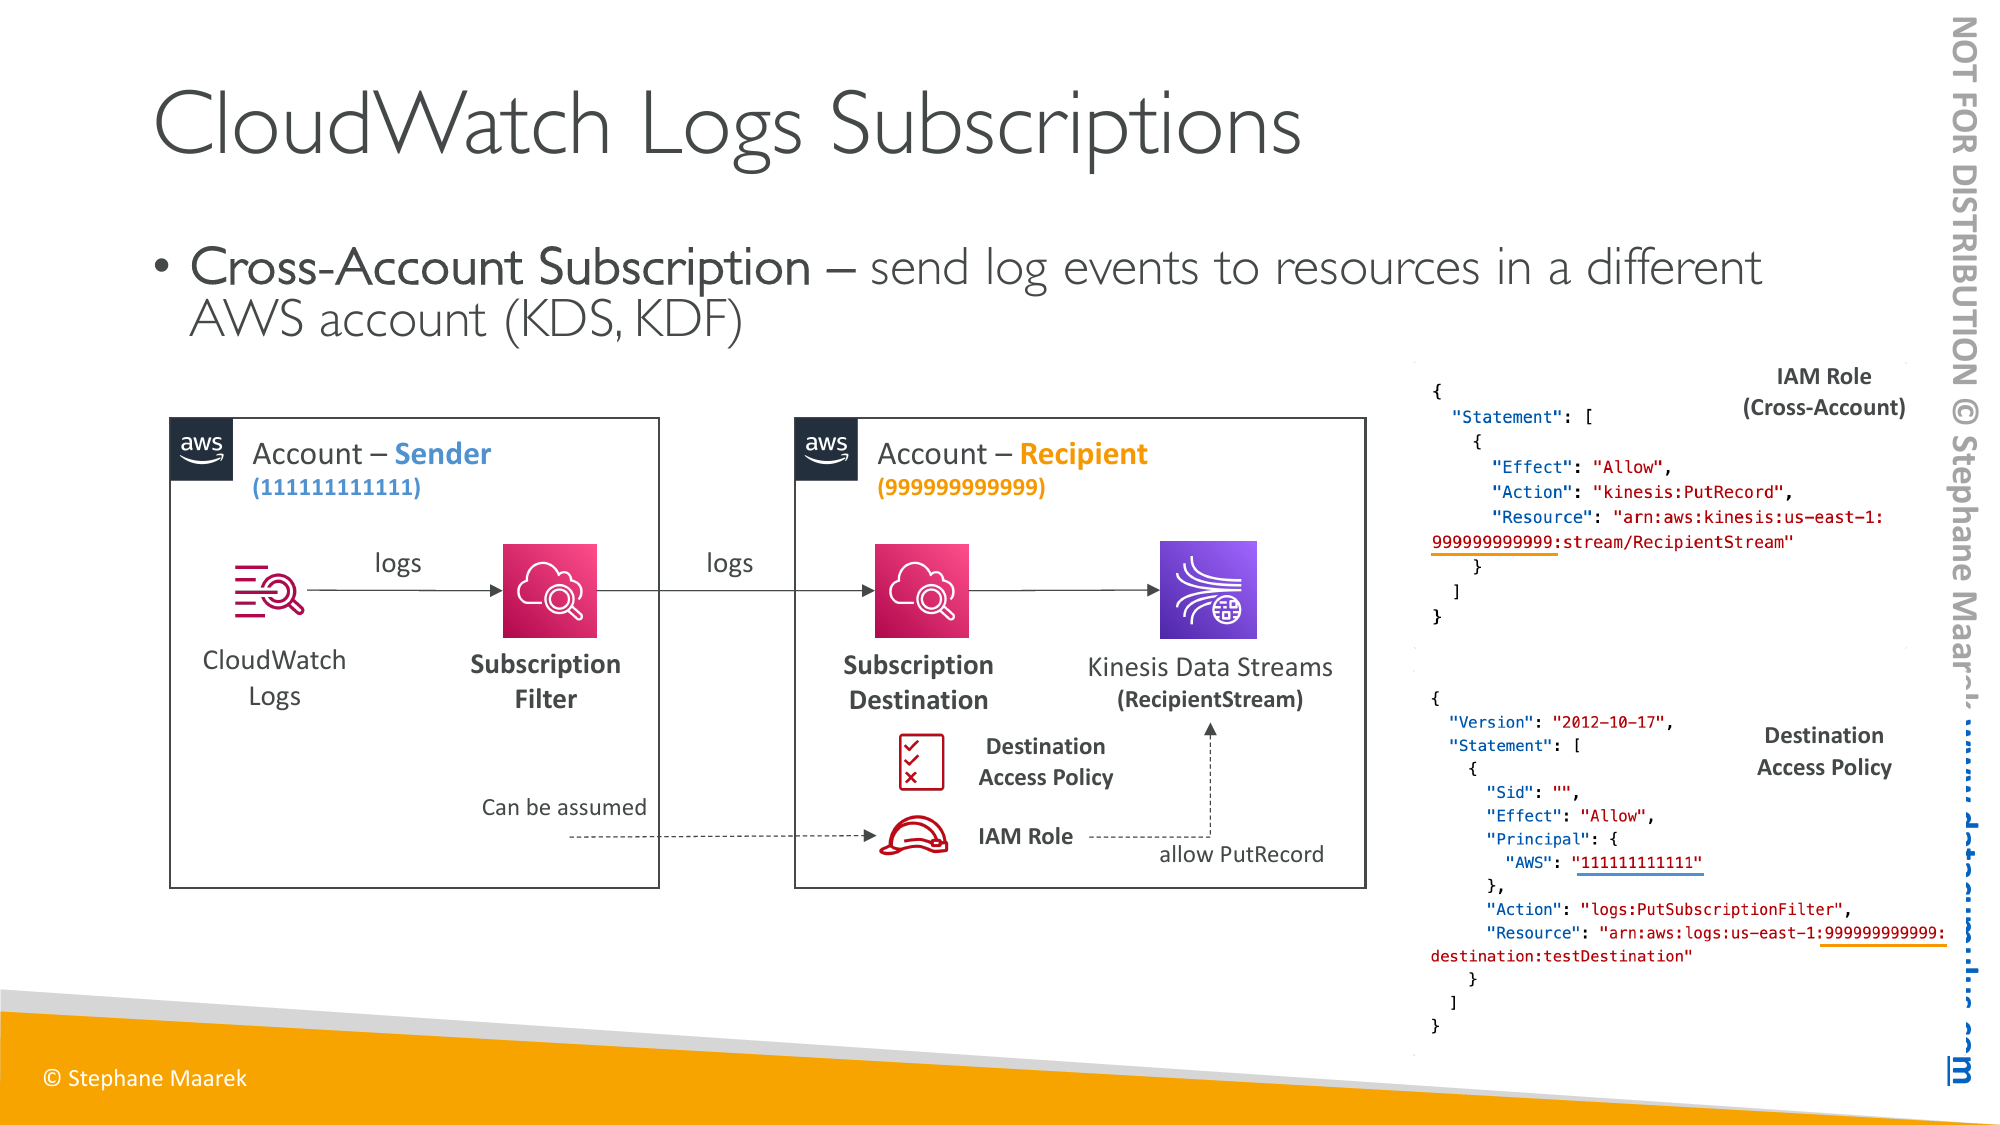 CloudWatch Logs Subscriptions
• Cross-Account Subscription – send log events to resources in a different
AWS account (KDS, KDF)
aws
Account – Sender
(111111111111)
logs
CloudWatch
Logs
Subscription
Filter
Can be assumed
logs
aws
Account – Recipient
(999999999999)
Subscription
Destination
Kinesis Data Streams
(RecipientStream)
Destination
Access Policy
IAM Role
allow PutRecord
IAM Role
(Cross-Account)
{
"Statement": [
{
"Effect": "Allow",
"Action": "kinesis:PutRecord",
"Resource": "arn:aws:kinesis:us-east-1:
999999999999:stream/RecipientStream"
}
]
}
Destination
Access Policy
{
"Version": "2012-10-17",
"Statement": [
{
"Sid": "",
"Effect": "Allow",
"Principal": {
"AWS": "111111111111"
},
"Action": "logs:PutSubscriptionFilter",
"Resource": "arn:aws:logs:us-east-1:999999999999:
destination:testDestination"
}
]
}
© Stephane Maarek
NOT FOR DISTRIBUTION © Stephane Maarek